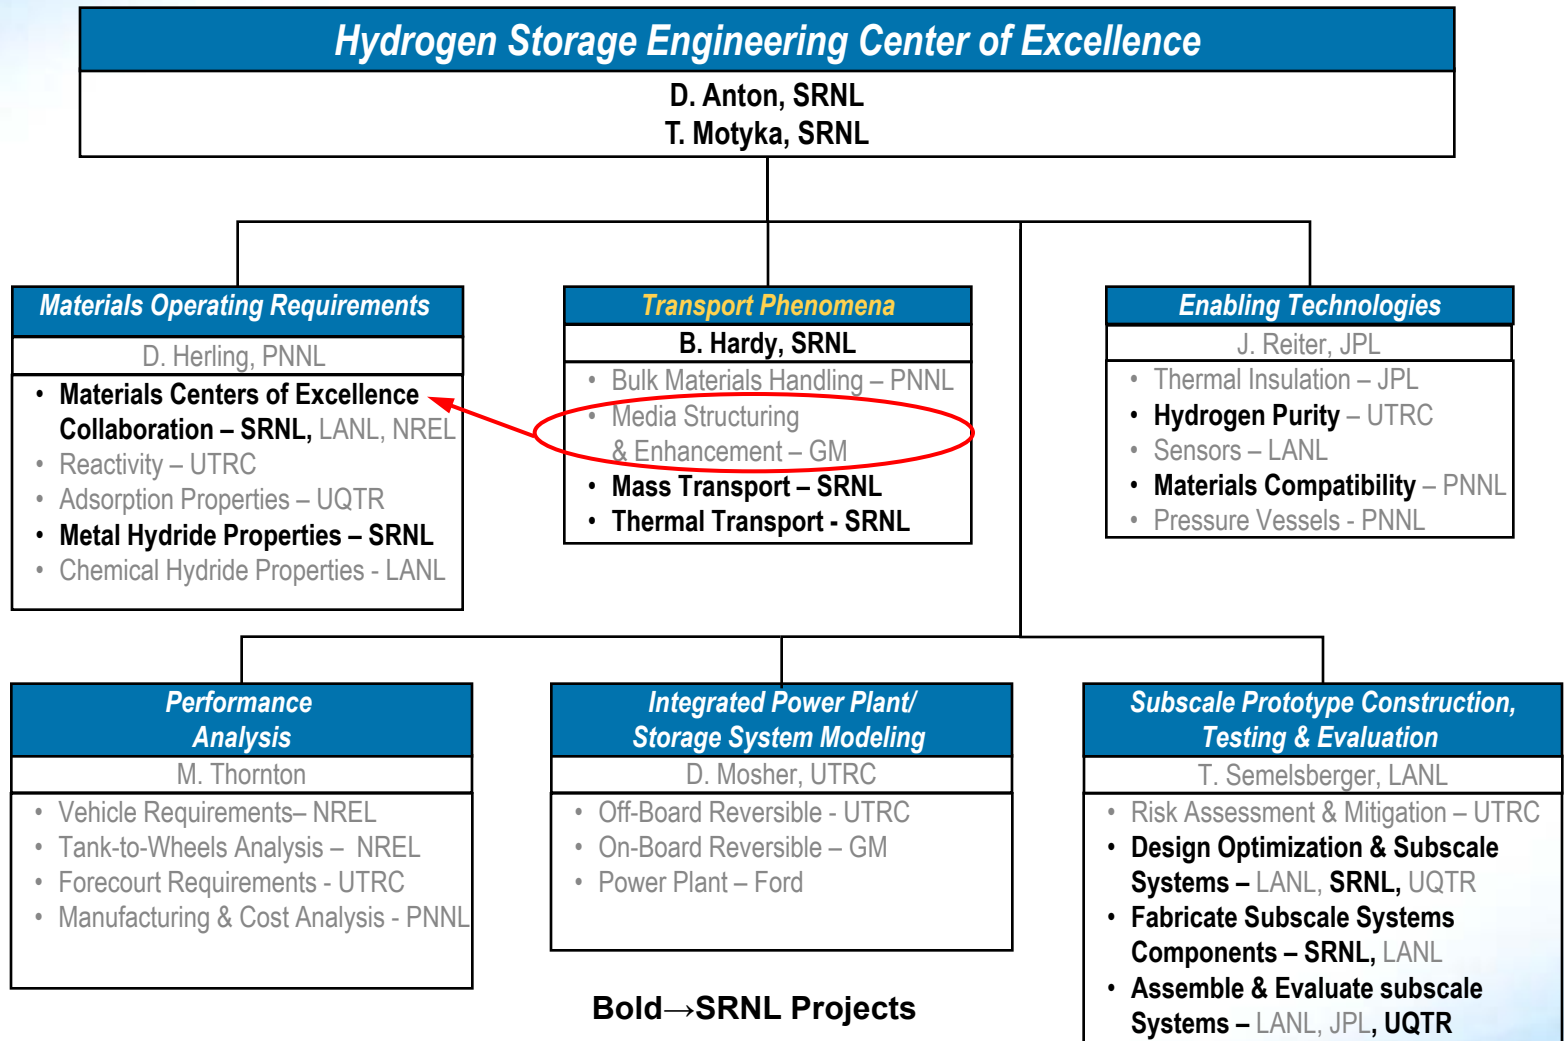 Hydrogen Storage Engineering Center of Excellence
D. Anton, SRNL
T. Motyka, SRNL
Materials Operating Requirements
D. Herling, PNNL
• Materials Centers of Excellence
Collaboration – SRNL, LANL, NREL
• Reactivity – UTRC
• Adsorption Properties – UQTR
• Metal Hydride Properties – SRNL
• Chemical Hydride Properties - LANL
Transport Phenomena
B. Hardy, SRNL
• Bulk Materials Handling – PNNL
• Media Structuring
& Enhancement – GM
• Mass Transport – SRNL
• Thermal Transport - SRNL
Enabling Technologies
J. Reiter, JPL
• Thermal Insulation – JPL
• Hydrogen Purity – UTRC
• Sensors – LANL
• Materials Compatibility – PNNL
• Pressure Vessels - PNNL
Performance
Analysis
M. Thornton
• Vehicle Requirements– NREL
• Tank-to-Wheels Analysis – NREL
• Forecourt Requirements - UTRC
• Manufacturing & Cost Analysis - PNNL
Integrated Power Plant/
Storage System Modeling
D. Mosher, UTRC
• Off-Board Reversible - UTRC
• On-Board Reversible – GM
• Power Plant – Ford
Subscale Prototype Construction,
Testing & Evaluation
T. Semelsberger, LANL
• Risk Assessment & Mitigation – UTRC
• Design Optimization & Subscale
Systems – LANL, SRNL, UQTR
• Fabricate Subscale Systems
Components – SRNL, LANL
• Assemble & Evaluate subscale
Systems – LANL, JPL, UQTR
Bold→SRNL Projects